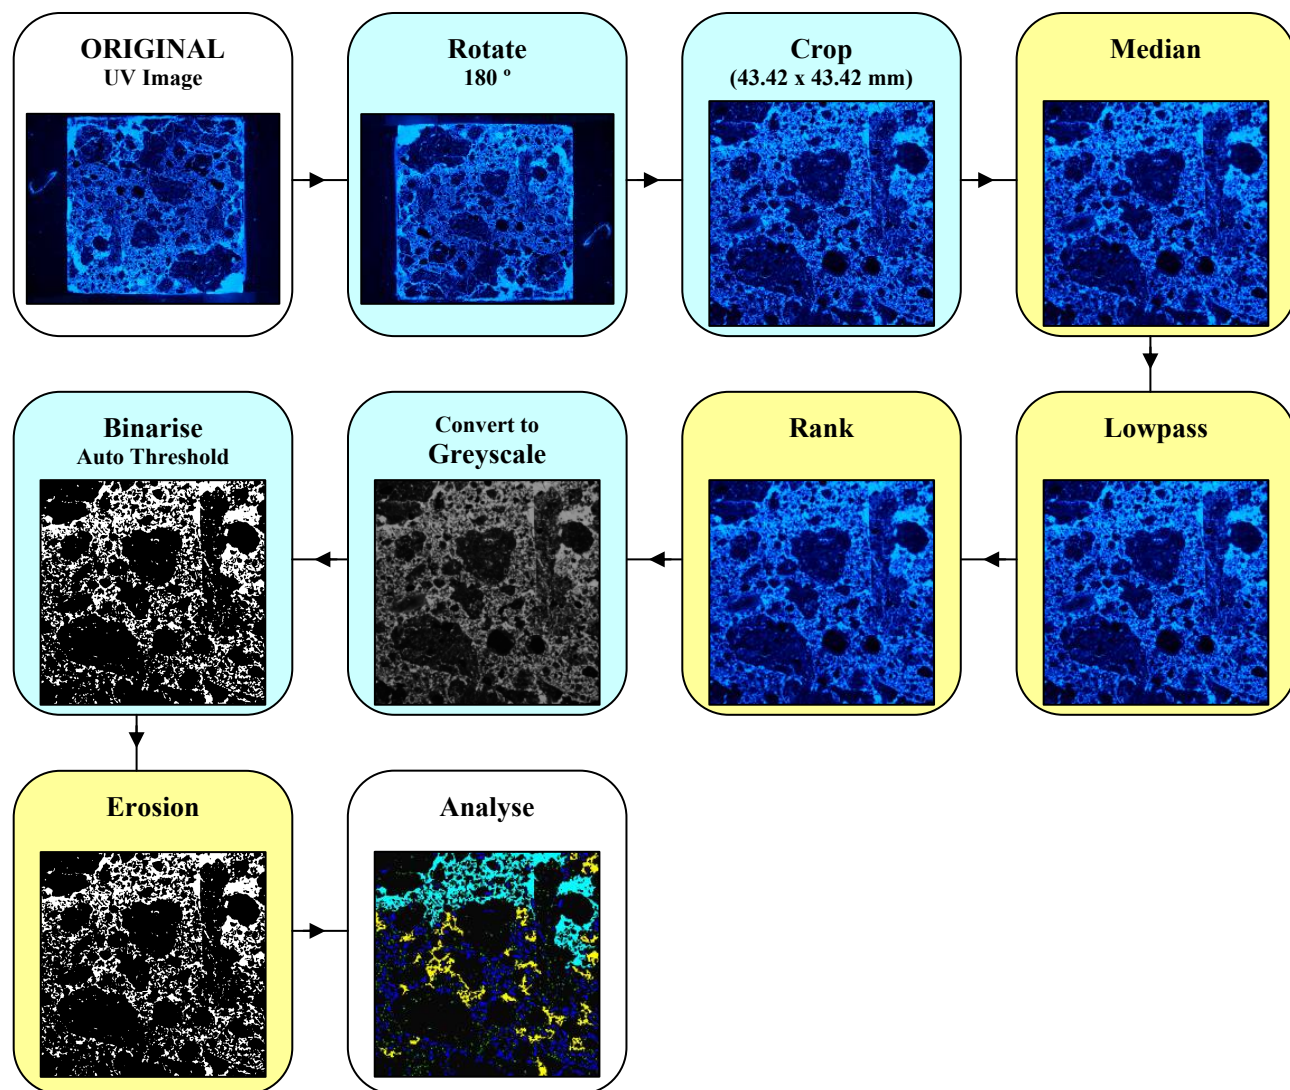 ORIGINAL
UV Image
Rotate
180 º
Crop
(43.42 x 43.42 mm)
Median
Lowpass
Rank
Convert to
Greyscale
Binarise
Auto Threshold
Erosion
Analyse